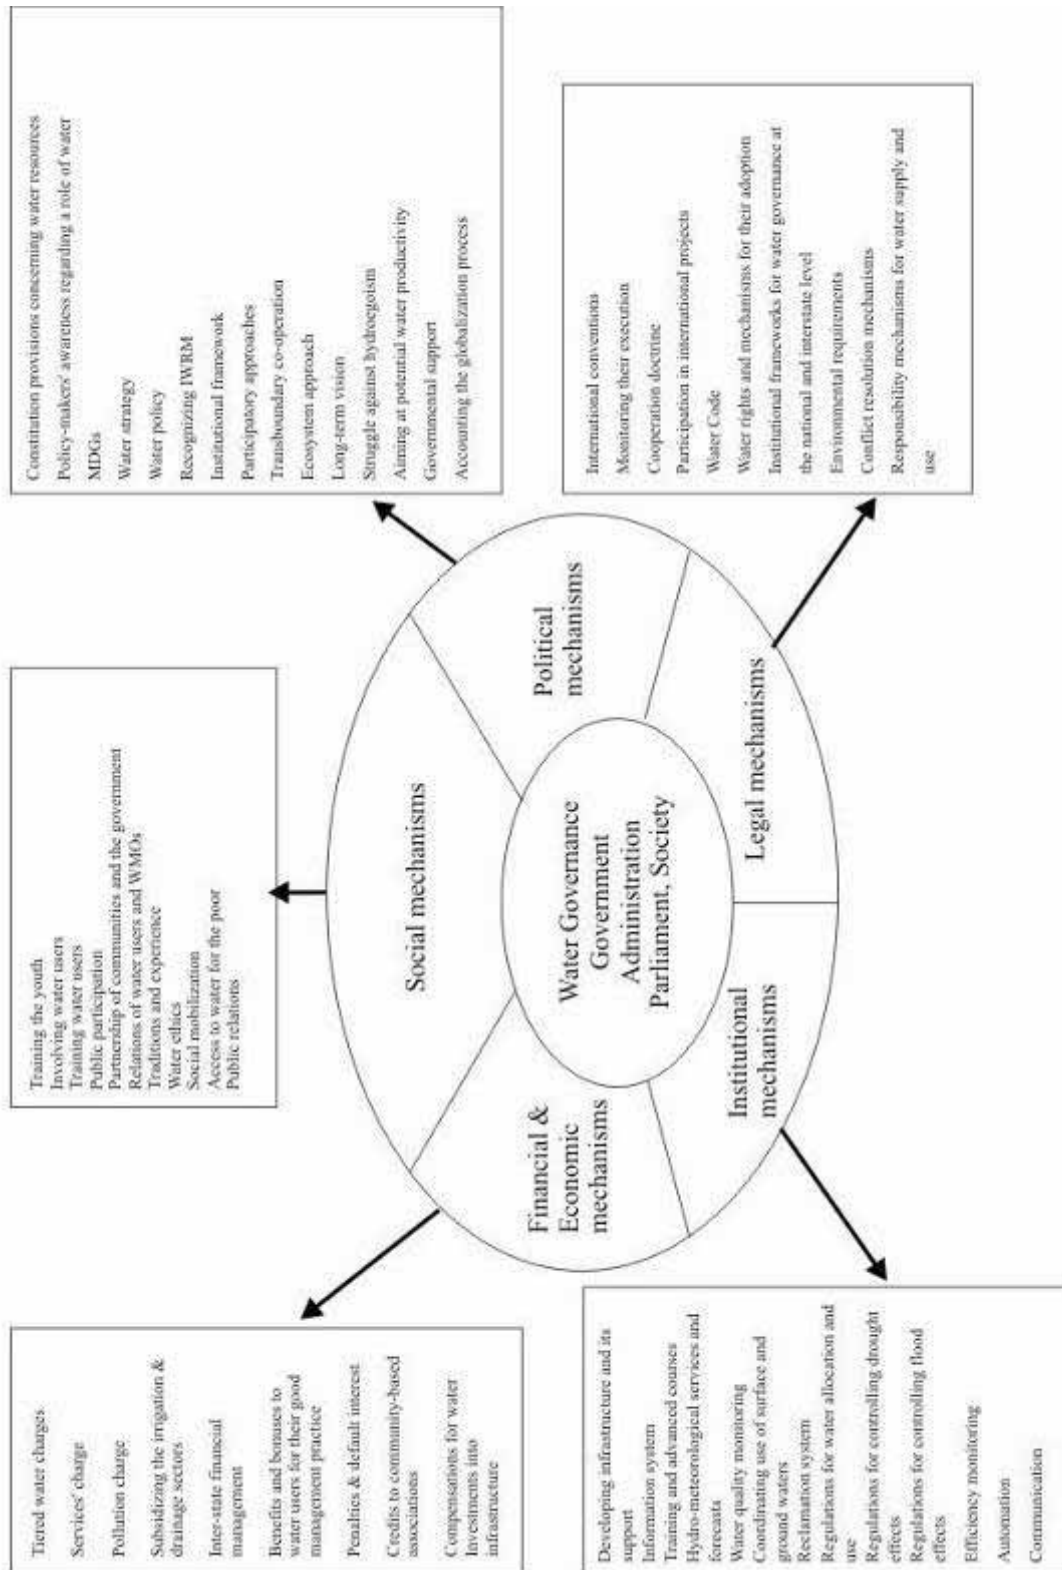 Tiered water charges
Services' charge
Pollution charge
Subsidizing the irrigation &
drainage sectors
Inter-state financial
management
Benefits and bonuses to
water users for their good
management practice
Penalties & default interest
Credits to community-based
associations
Compensations for water
Investments into
infrastructure
Training the youth
Involving water users
Training water users
Public participation
Partnership of communities and the government
Relations of water users and WMOs
Traditions and experience
Water ethics
Social mobilization
Access to water for the poor
Public relations
Constitution provisions concerning water resources
Policy-makers' awareness regarding a role of water
MDGs
Water strategy
Water policy
Recognizing IWRM
Institutional framework
Participatory approaches
Transboundary co-operation
Ecosystem approach
Long-term vision
Struggle against hydroegoism
Aiming at potential water productivity
Governmental support
Accounting the globalization process
Social mechanisms
Financial &
Economic
mechanisms
Political
mechanisms
Water Governance
Government
Administration
Parliament, Society
Institutional
mechanisms
Legal mechanisms
Developing infrastructure and its
support
Information system
Training and advanced courses
Hydro-meteorological services and
forecasts
Water quality monitoring
Coordinating use of surface and
ground waters
Reclamation system
Regulations for water allocation and
use
Regulations for controlling drought
effects
Regulations for controlling flood
effects
Efficiency monitoring
Automation
Communication
International conventions
Monitoring their execution
Cooperation doctrine
Participation in international projects
Water Code
Water rights and mechanisms for their adoption
Institutional frameworks for water governance at
the national and interstate level
Environmental requirements
Conflict resolution mechanisms
Responsibility mechanisms for water supply and
use